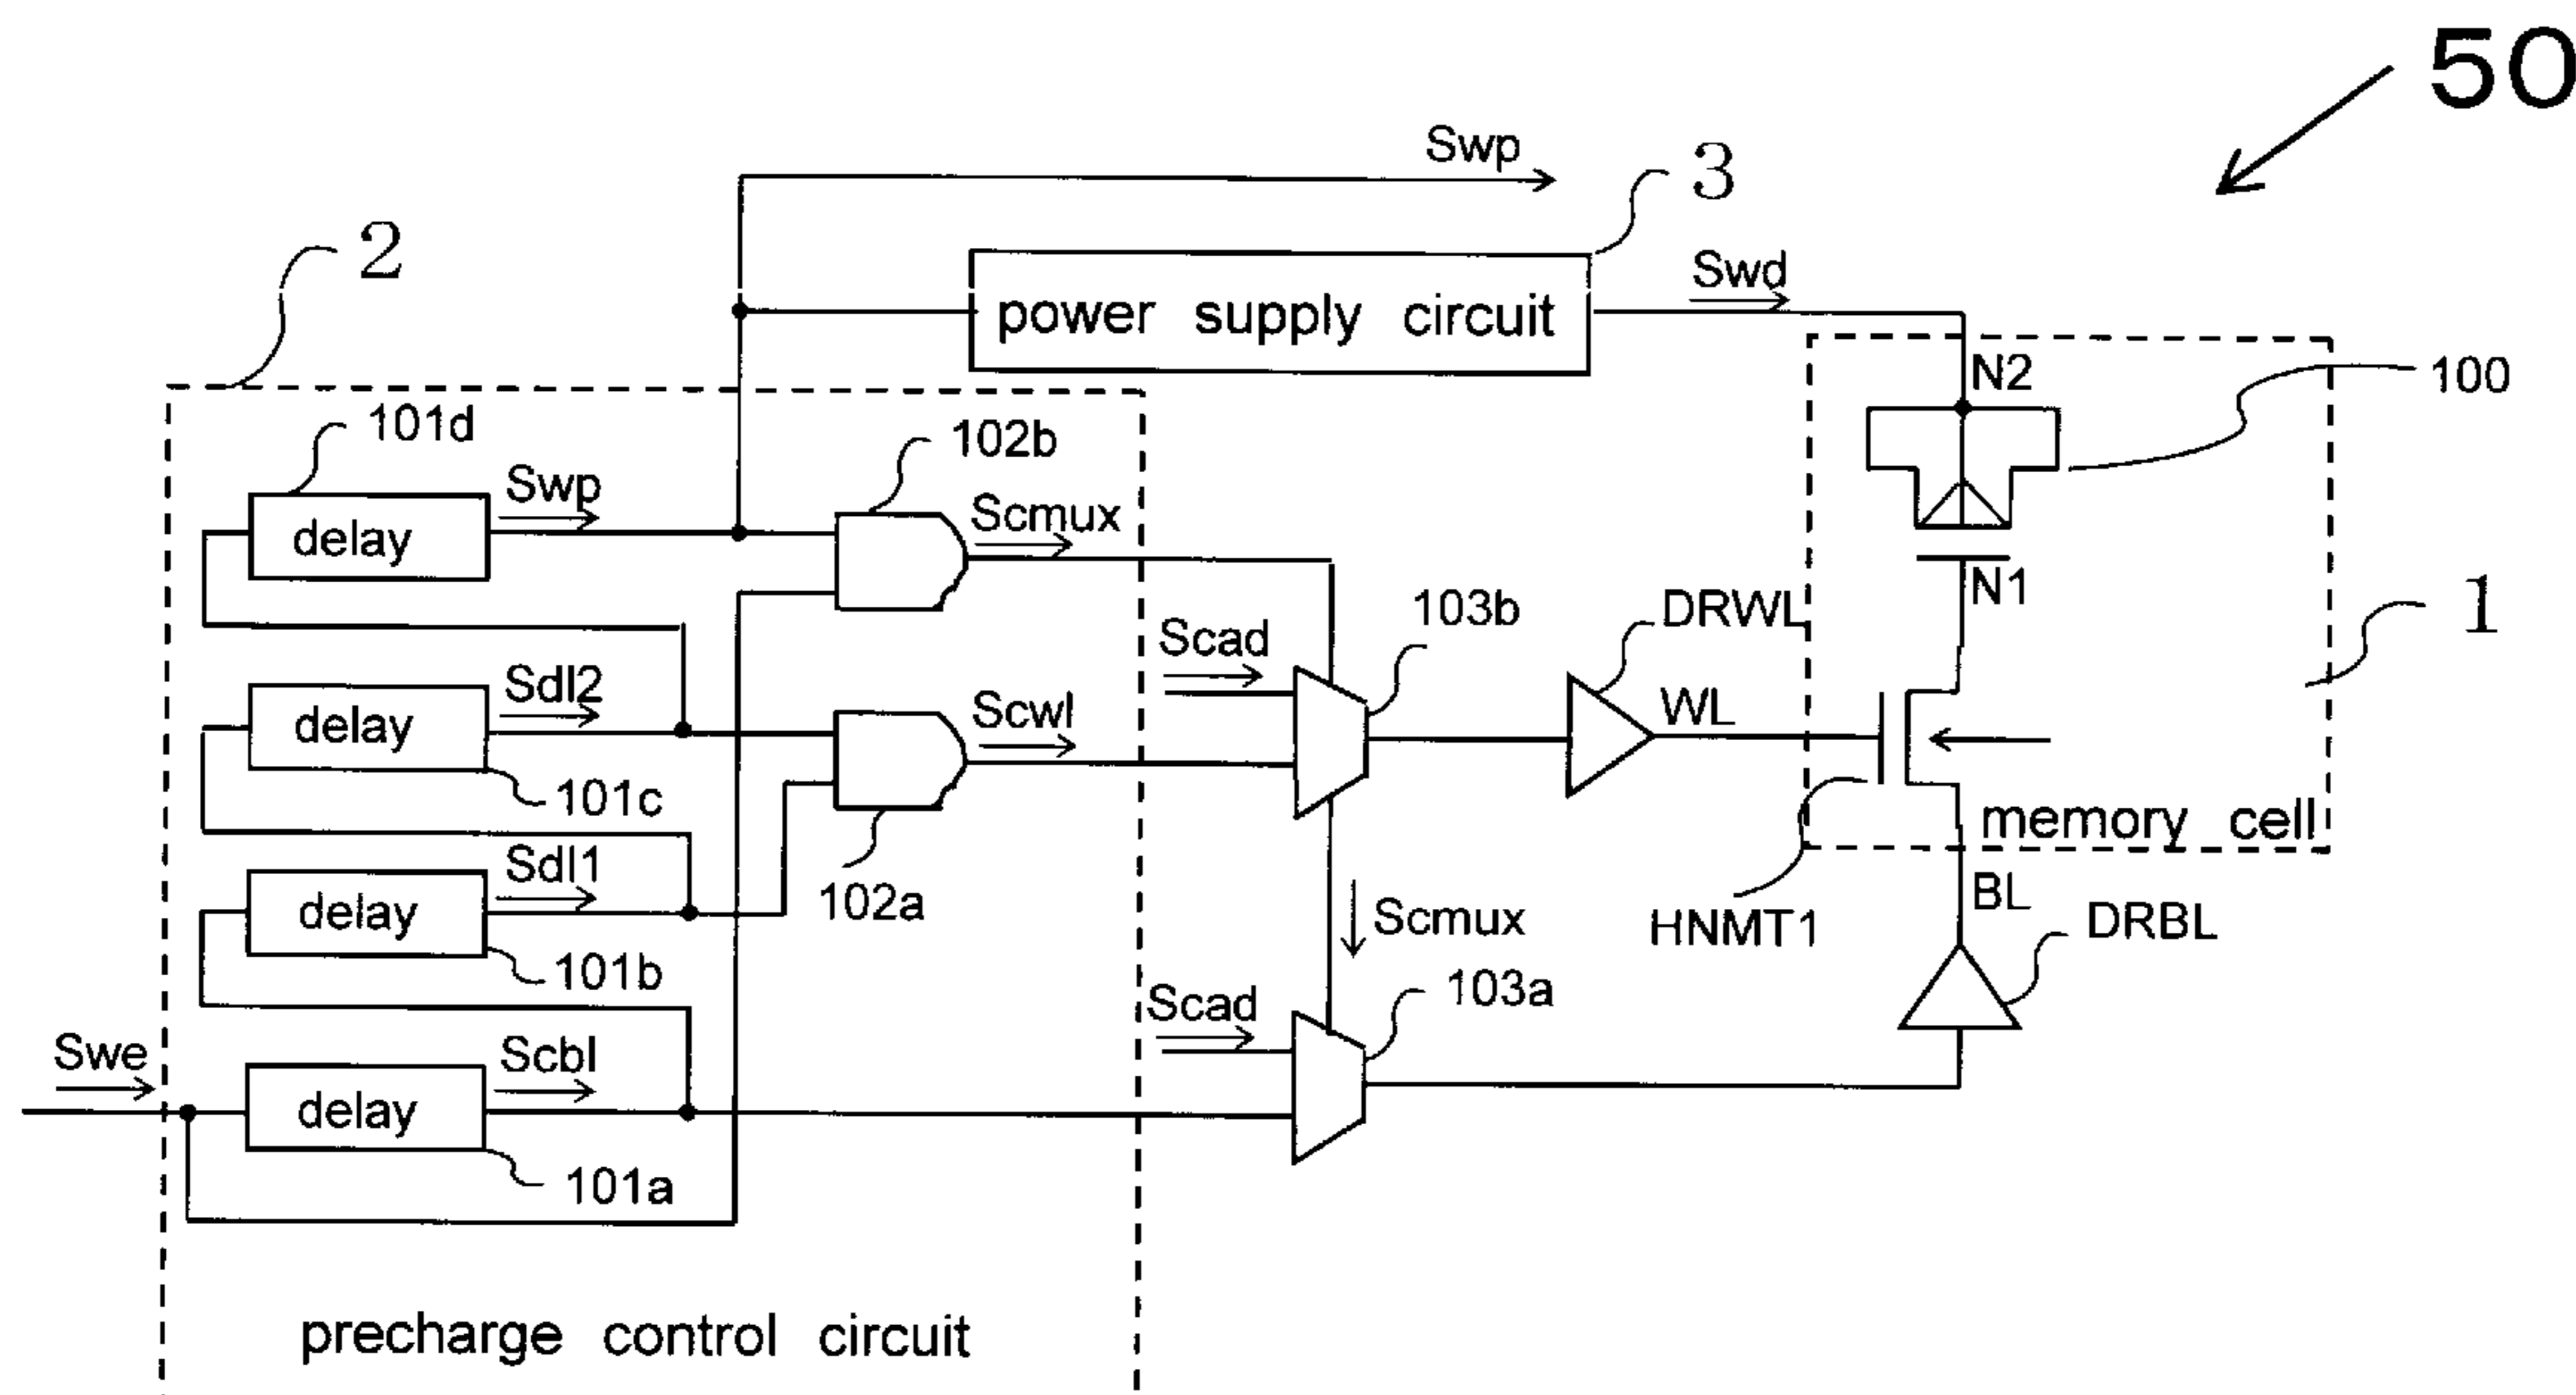 50
Swp
3
2
Swd
power supply circuit
N2
100
101d
102b
Swp
Scmux
delay
N1
103b
DRWL
1
Scad
Sdl2
WL
Scwl
delay
101c
memory cell
Sdl1
102a
BL
Scmux
HNMT1
DRBL
delay
101b
103a
Scad
Swe
Scbl
delay
101a
precharge control circuit